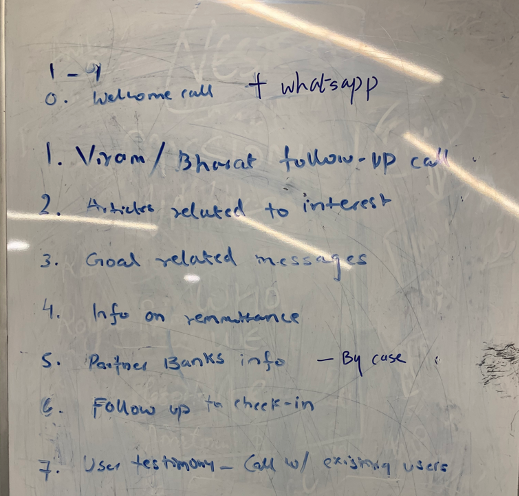 1 - 9
0. Welcome call + whatsapp
1. Viram / Bharat follow-up call
2. Articles related to interest
3. Goal related messages
4. Info on remmittance
5. Partner Banks info - By case
6. Follow up to check-in
7. User testimony - Call w/ existing users